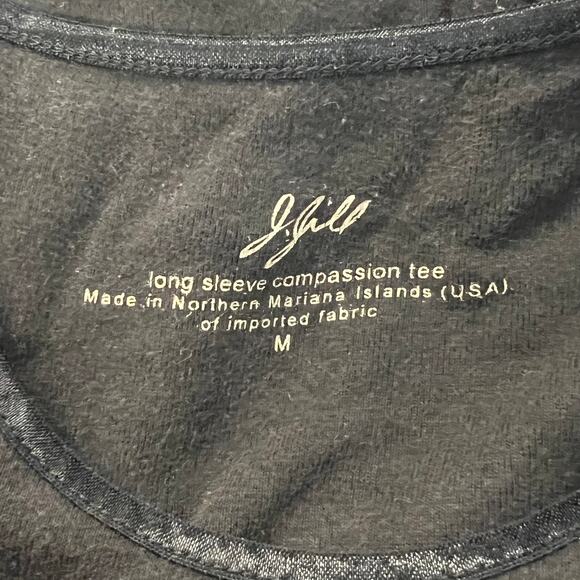 J.Jill
long sleeve compassion tee
Made in Northern Mariana Islands (USA)
of imported fabric
M